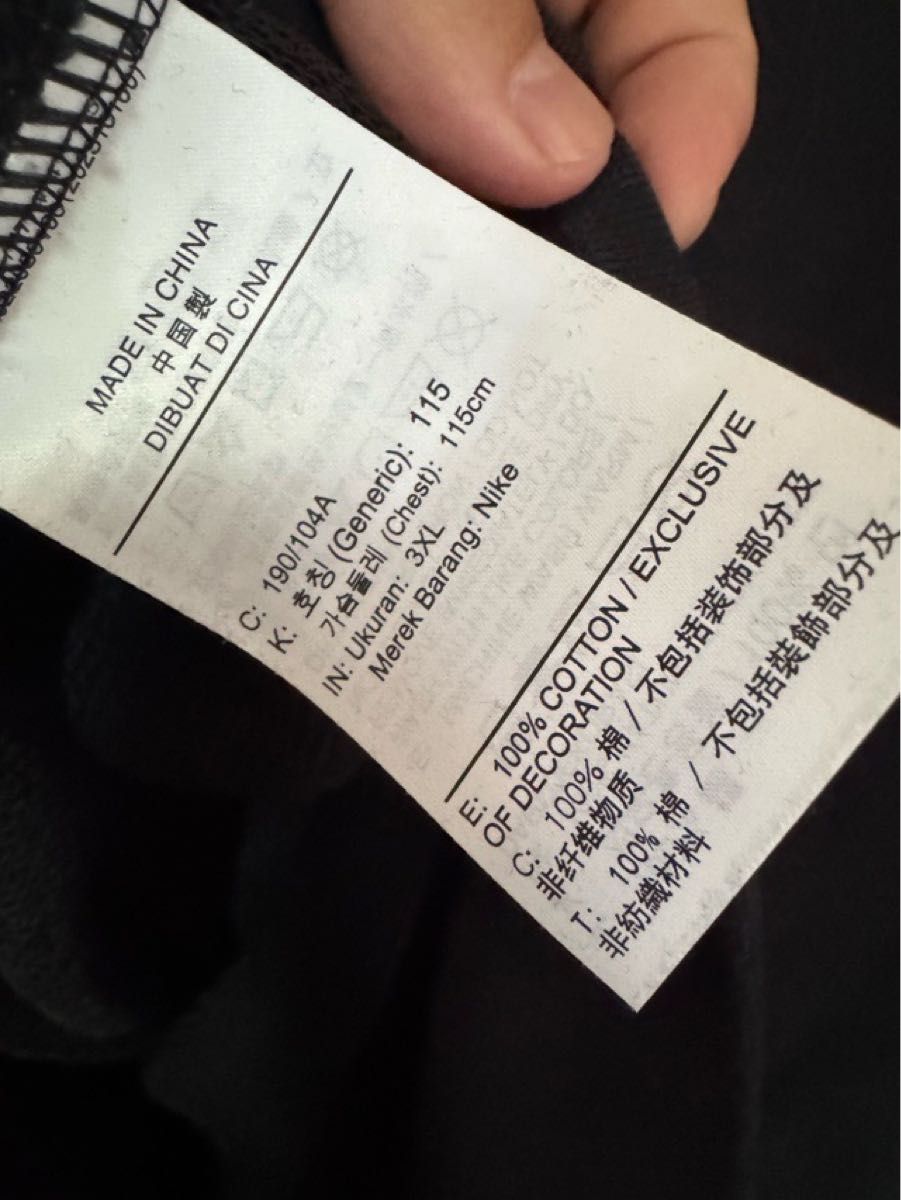 MADE IN CHINA
中国製
DIBUAT DI CINA
C: 190/104A
K: 호칭 (Generic): 115
가슴둘레 (Chest): 115cm
IN: Ukuran: 3XL
Merek Barang: Nike
E: 100% COTTON / EXCLUSIVE
OF DECORATION
C: 100% 棉 / 不包括装饰部分及
非纤维物质
T: 100% 棉 / 不包括裝飾部分及
非紡織材料